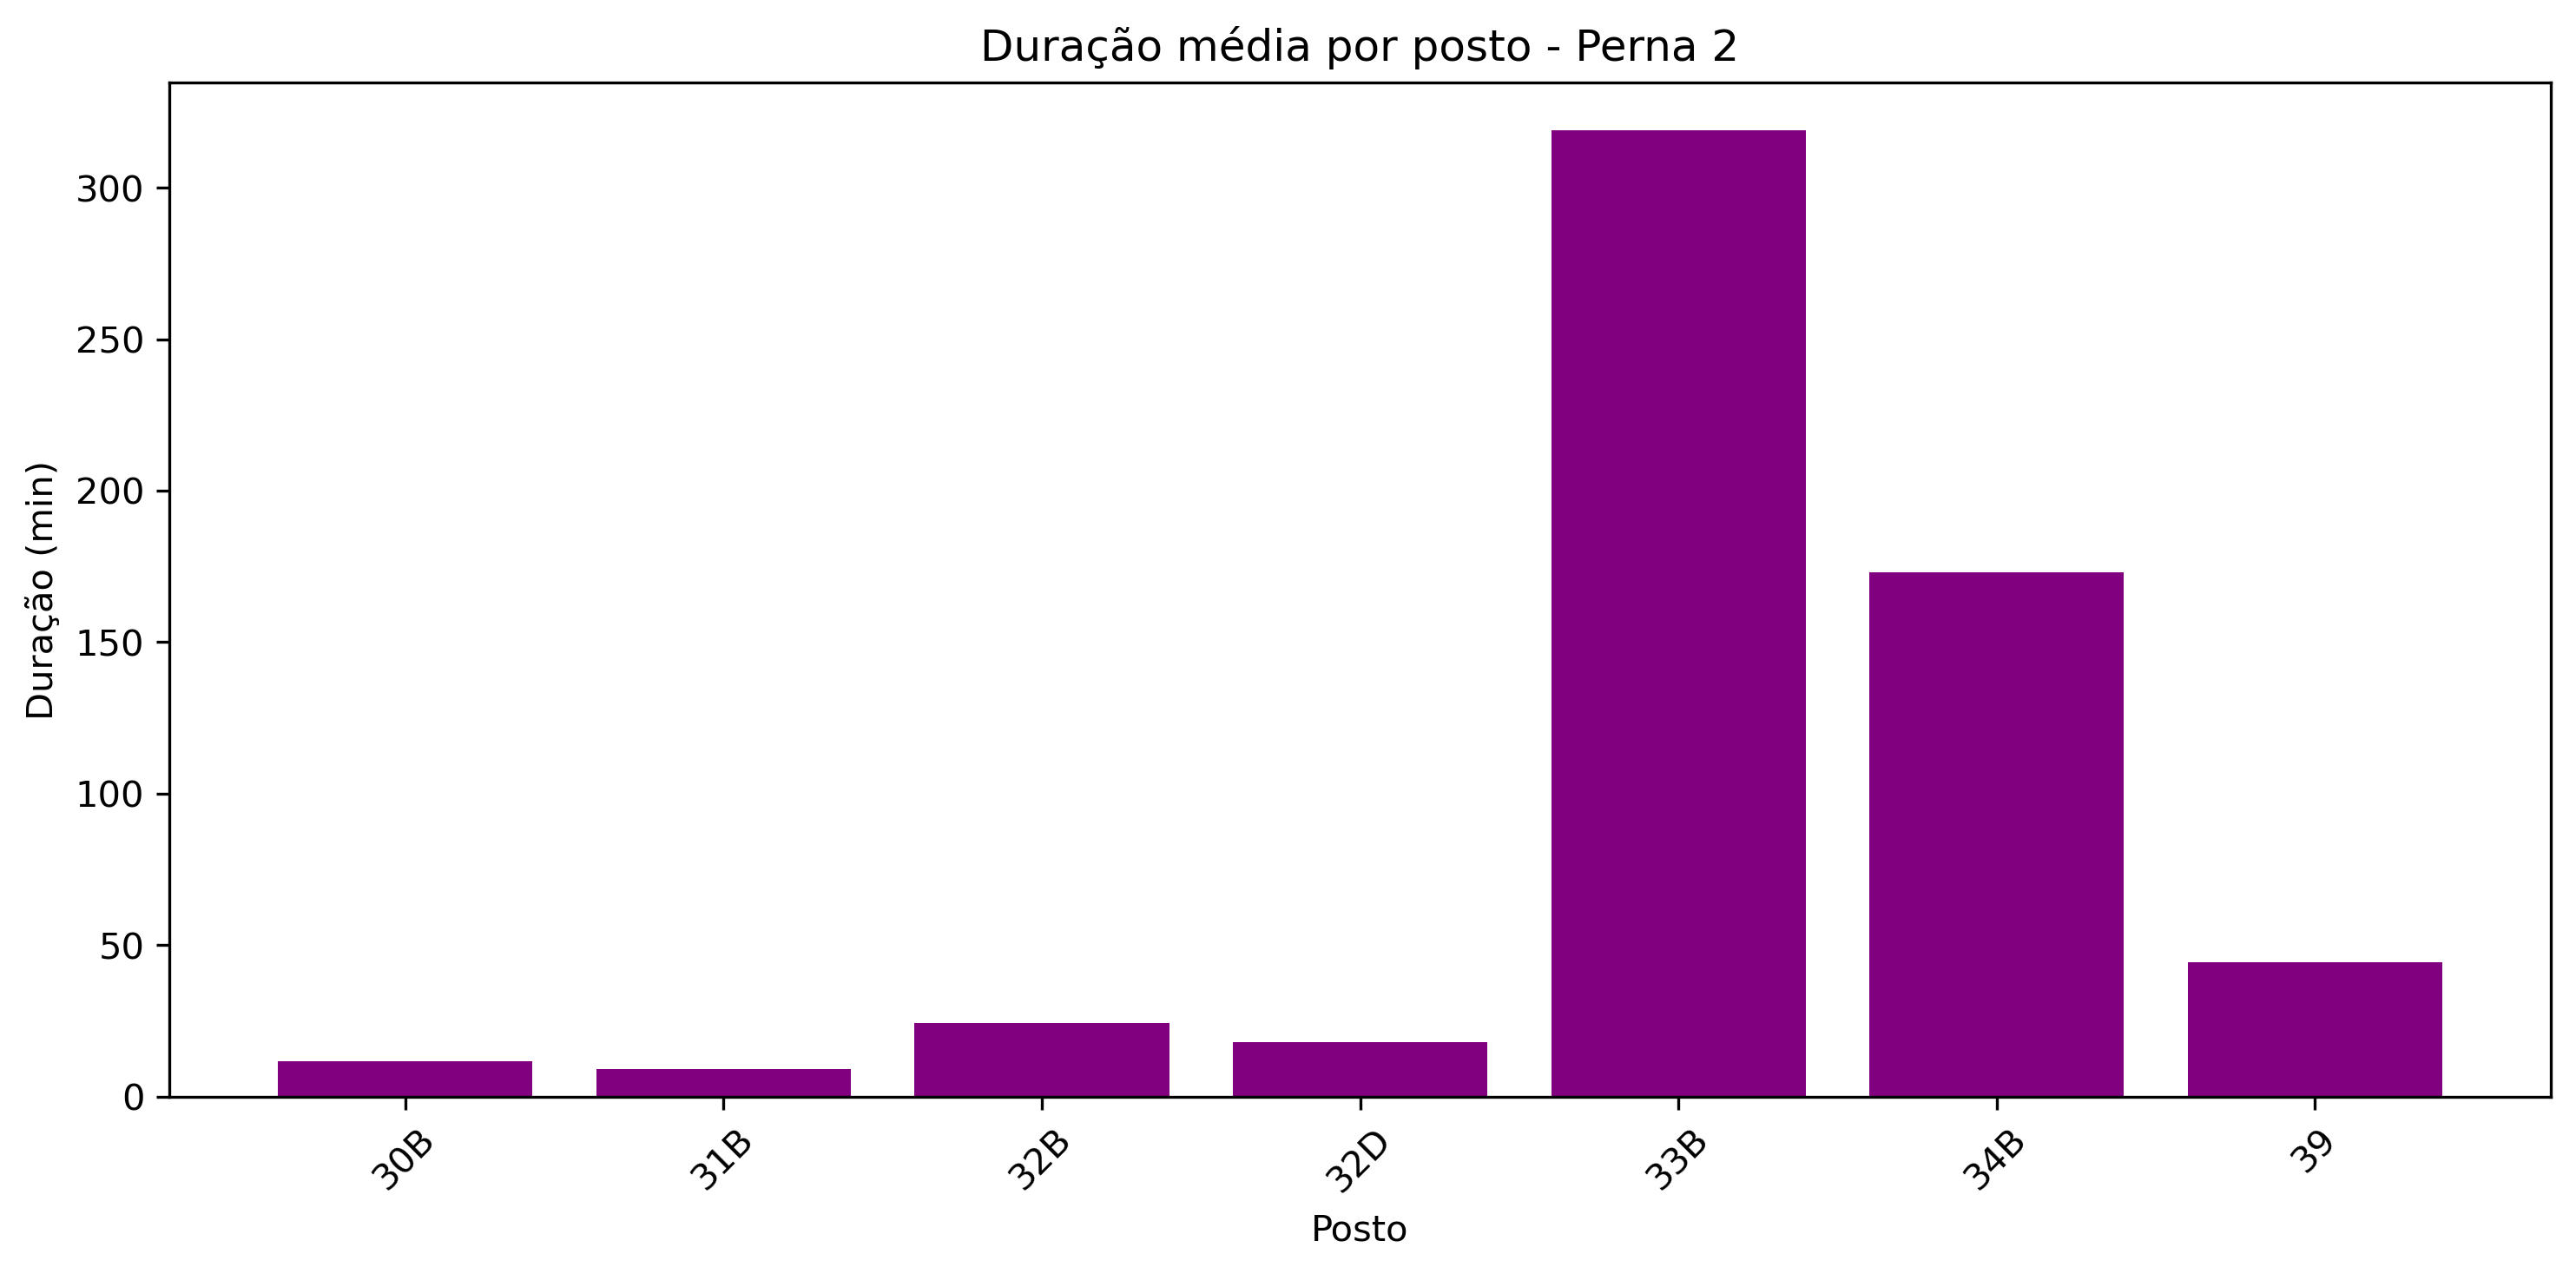 Duração média por posto - Perna 2
Duração (min)
300
250
200
150
100
50
0
30B
31B
32B
32D
33B
34B
39
Posto